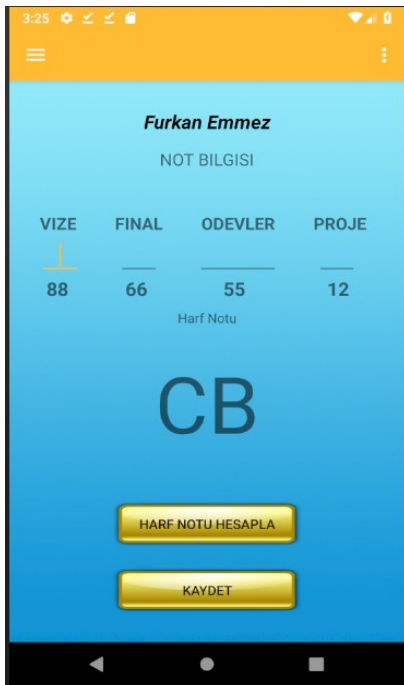 3:25
Furkan Emmez
NOT BILGISI
VIZE FINAL ODEVLER PROJE
88 66 55 12
Harf Notu
CB
HARF NOTU HESAPLA
KAYDET